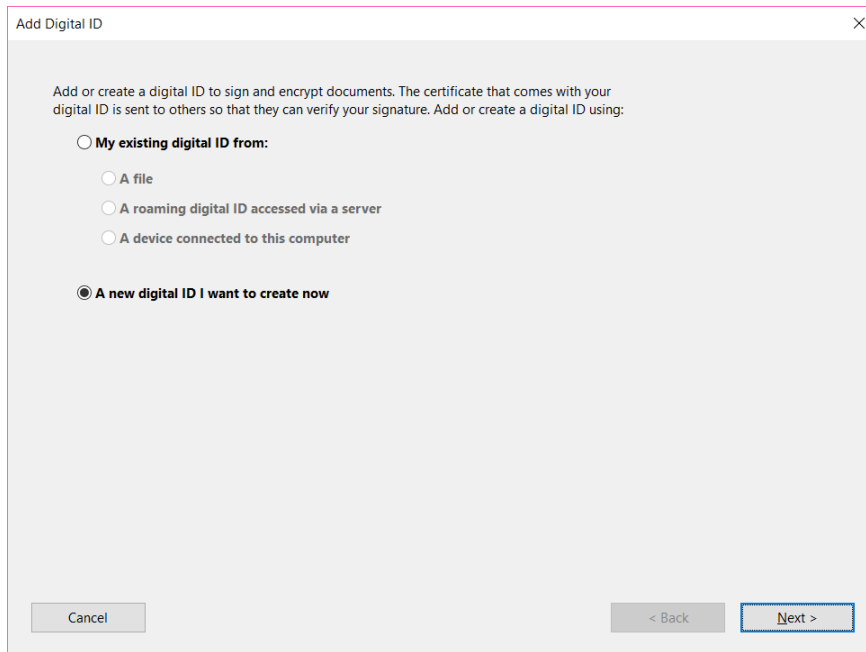 Add Digital ID
Add or create a digital ID to sign and encrypt documents. The certificate that comes with your
digital ID is sent to others so that they can verify your signature. Add or create a digital ID using:
My existing digital ID from:
A file
A roaming digital ID accessed via a server
A device connected to this computer
A new digital ID I want to create now
Cancel
< Back
Next >